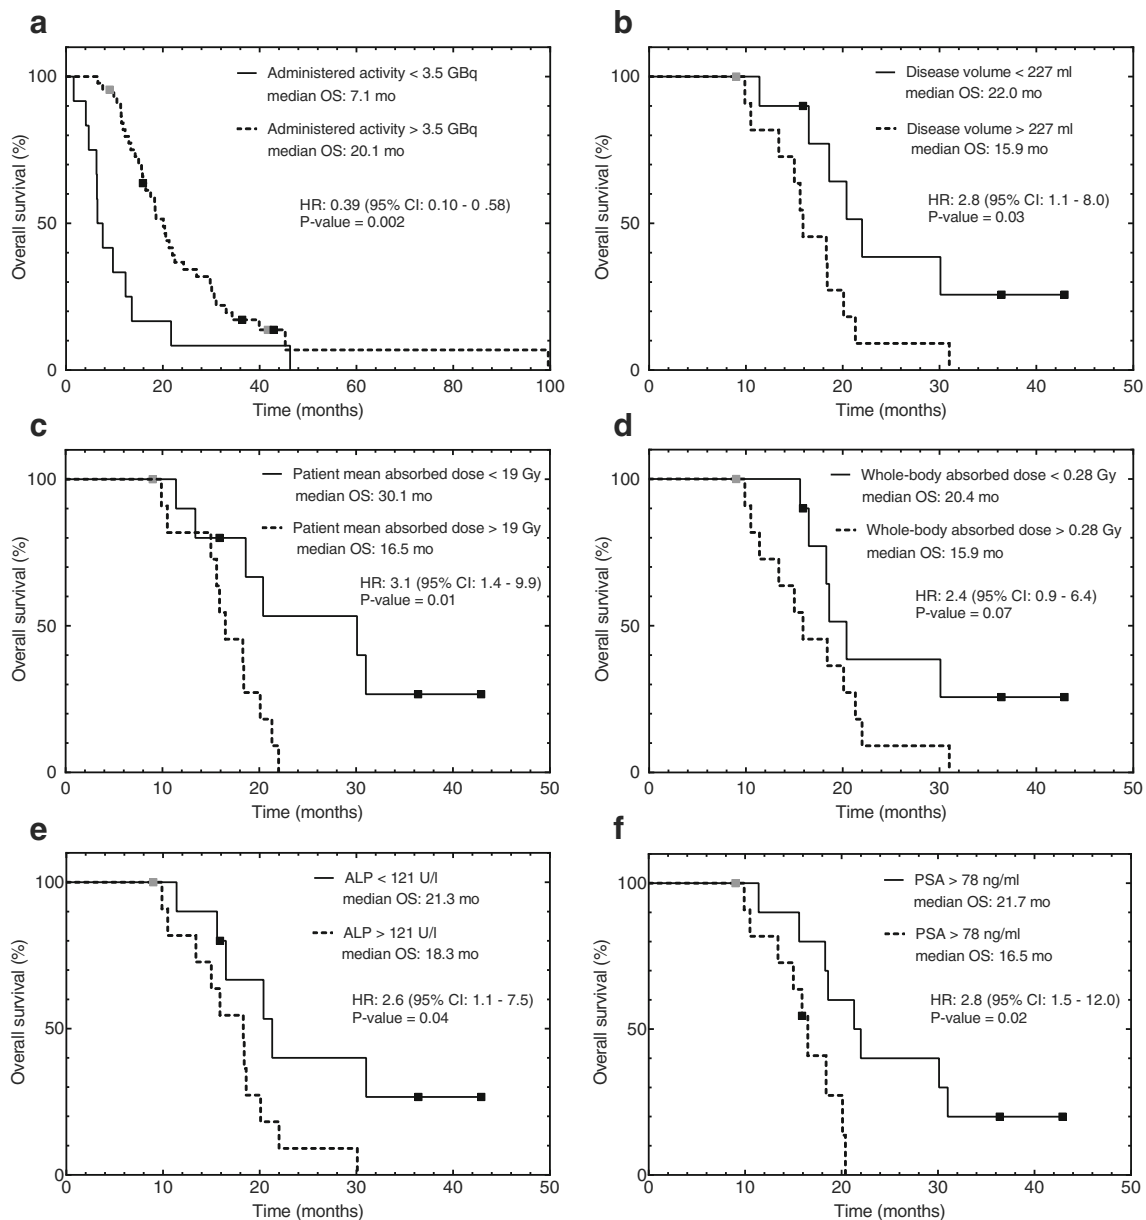 a
Administered activity < 3.5 GBq
median OS: 7.1 mo
Administered activity > 3.5 GBq
median OS: 20.1 mo
HR: 0.39 (95% CI: 0.10 - 0 .58)
P-value = 0.002
Overall survival (%)
100
50
0
0 20 40 60 80 100
Time (months)
b
Disease volume < 227 ml
median OS: 22.0 mo
Disease volume > 227 ml
median OS: 15.9 mo
HR: 2.8 (95% CI: 1.1 - 8.0)
P-value = 0.03
Overall survival (%)
100
50
0
0 10 20 30 40 50
Time (months)
c
Patient mean absorbed dose < 19 Gy
median OS: 30.1 mo
Patient mean absorbed dose > 19 Gy
median OS: 16.5 mo
HR: 3.1 (95% CI: 1.4 - 9.9)
P-value = 0.01
Overall survival (%)
100
50
0
0 10 20 30 40 50
Time (months)
d
Whole-body absorbed dose < 0.28 Gy
median OS: 20.4 mo
Whole-body absorbed dose > 0.28 Gy
median OS: 15.9 mo
HR: 2.4 (95% CI: 0.9 - 6.4)
P-value = 0.07
Overall survival (%)
100
50
0
0 10 20 30 40 50
Time (months)
e
ALP < 121 U/l
median OS: 21.3 mo
ALP > 121 U/l
median OS: 18.3 mo
HR: 2.6 (95% CI: 1.1 - 7.5)
P-value = 0.04
Overall survival (%)
100
50
0
0 10 20 30 40 50
Time (months)
f
PSA > 78 ng/ml
median OS: 21.7 mo
PSA > 78 ng/ml
median OS: 16.5 mo
HR: 2.8 (95% CI: 1.5 - 12.0)
P-value = 0.02
Overall survival (%)
100
50
0
0 10 20 30 40 50
Time (months)